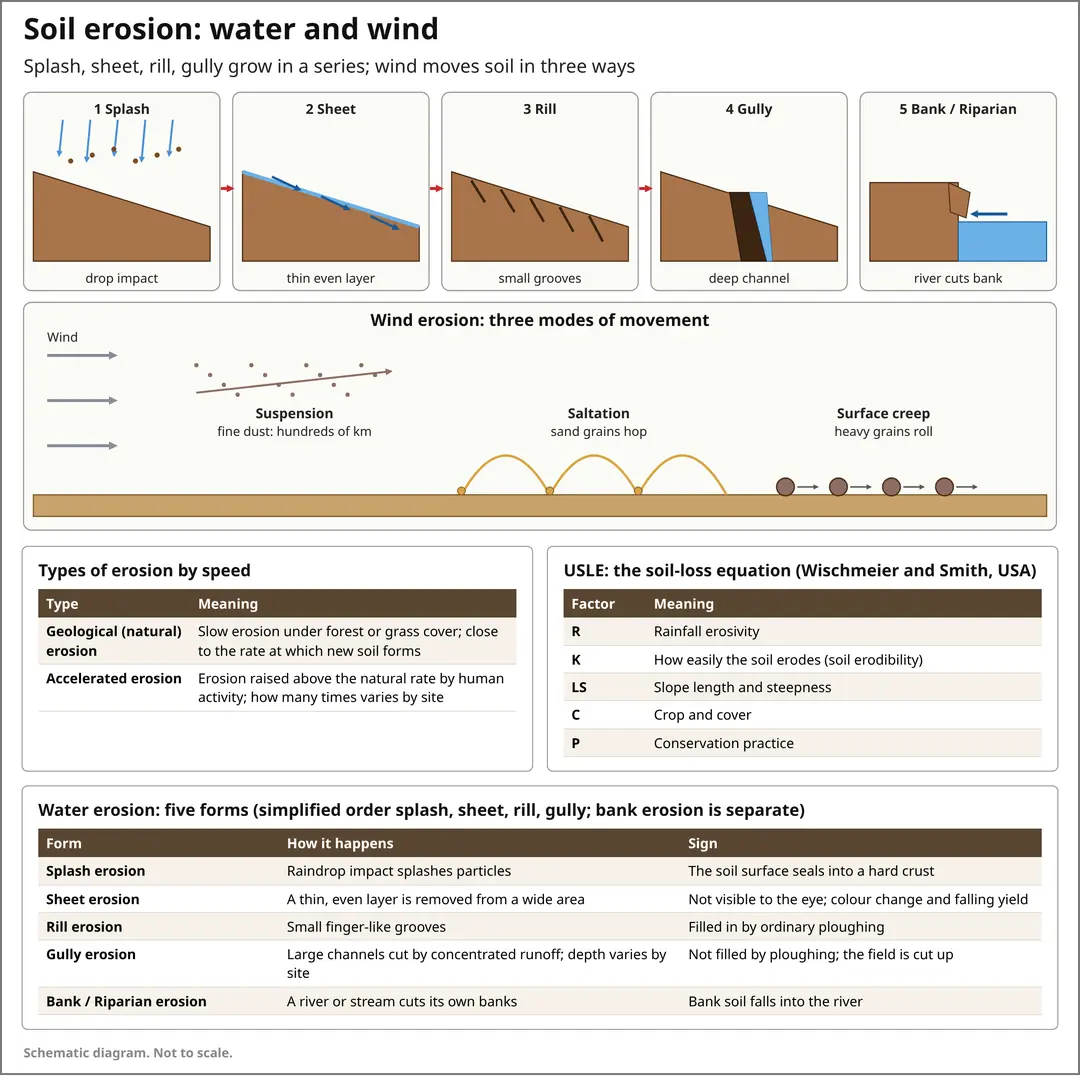 Soil erosion: water and wind
Splash, sheet, rill, gully grow in a series; wind moves soil in three ways
1 Splash
drop impact
2 Sheet
thin even layer
3 Rill
small grooves
4 Gully
deep channel
5 Bank / Riparian
river cuts bank
Wind erosion: three modes of movement
Wind
Suspension
fine dust: hundreds of km
Saltation
sand grains hop
Surface creep
heavy grains roll
Types of erosion by speed
Type Meaning
Geological (natural) erosion Slow erosion under forest or grass cover; close
to the rate at which new soil forms
Accelerated erosion Erosion raised above the natural rate by human
activity; how many times varies by site
USLE: the soil-loss equation (Wischmeier and Smith, USA)
Factor Meaning
R Rainfall erosivity
K How easily the soil erodes (soil erodibility)
LS Slope length and steepness
C Crop and cover
P Conservation practice
Water erosion: five forms (simplified order splash, sheet, rill, gully; bank erosion is separate)
Form How it happens Sign
Splash erosion Raindrop impact splashes particles The soil surface seals into a hard crust
Sheet erosion A thin, even layer is removed from a wide area Not visible to the eye; colour change and falling yield
Rill erosion Small finger-like grooves Filled in by ordinary ploughing
Gully erosion Large channels cut by concentrated runoff; depth varies by
site Not filled by ploughing; the field is cut up
Bank / Riparian erosion A river or stream cuts its own banks Bank soil falls into the river
Schematic diagram. Not to scale.